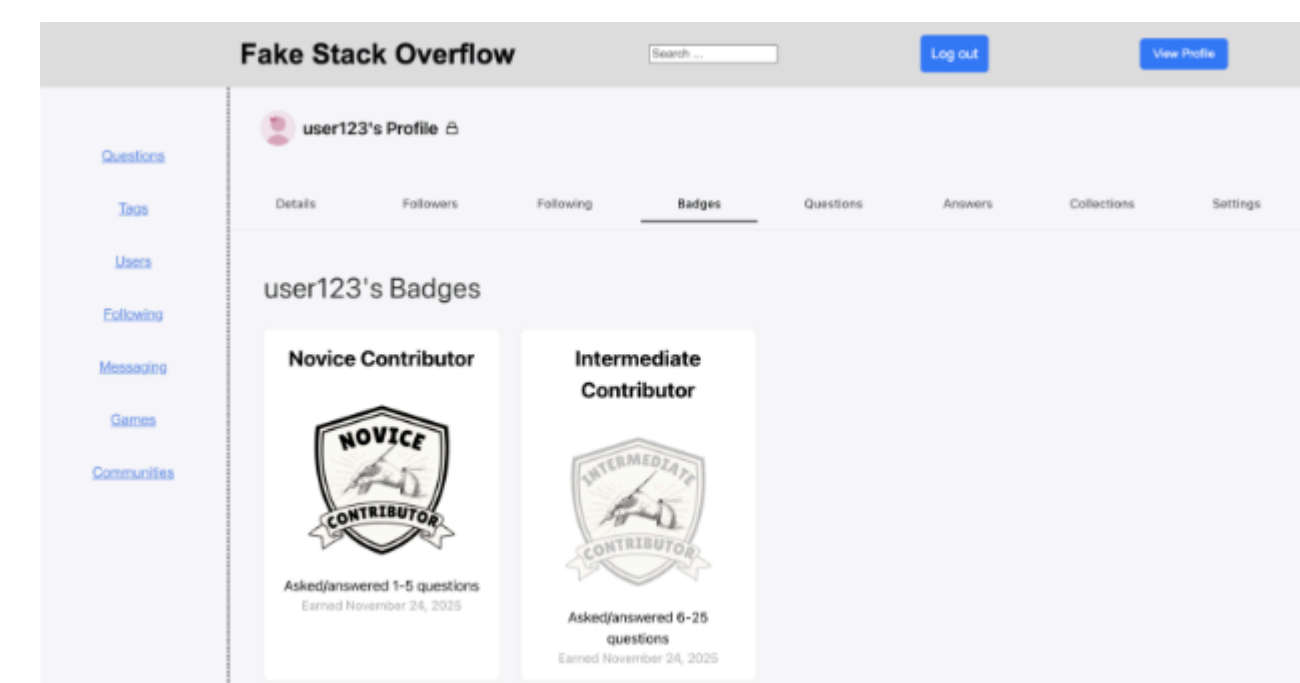 Fake Stack Overflow
Search ...
Log out
View Profile
user123's Profile
Questions
Tags
Users
Following
Messaging
Games
Communities
Details
Followers
Following
Badges
Questions
Answers
Collections
Settings
user123's Badges
Novice Contributor
NOVICE
CONTRIBUTOR
Asked/answered 1-5 questions
Earned November 24, 2025
Intermediate
Contributor
INTERMEDIATE
CONTRIBUTOR
Asked/answered 6-25
questions
Earned November 24, 2025